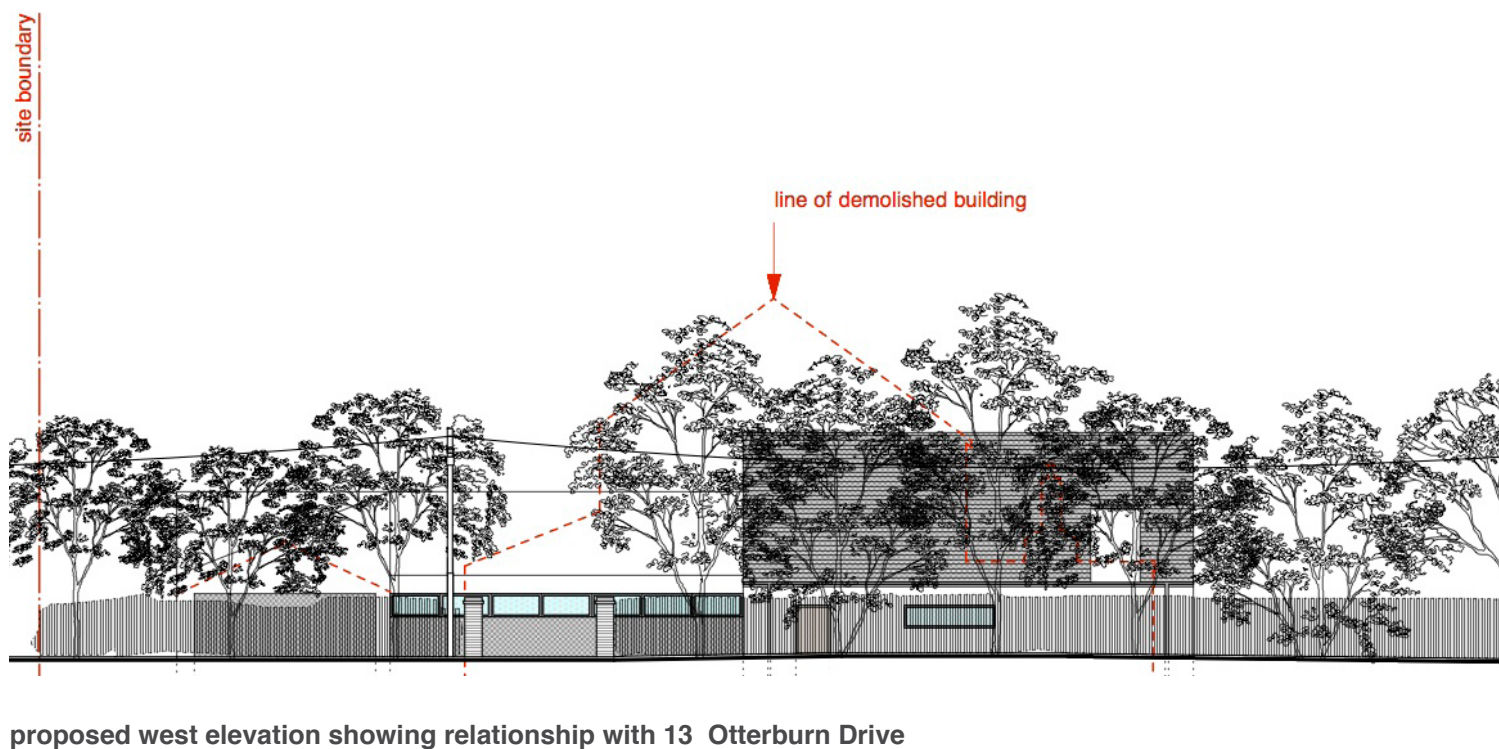 site boundary
line of demolished building
proposed west elevation showing relationship with 13 Otterburn Drive